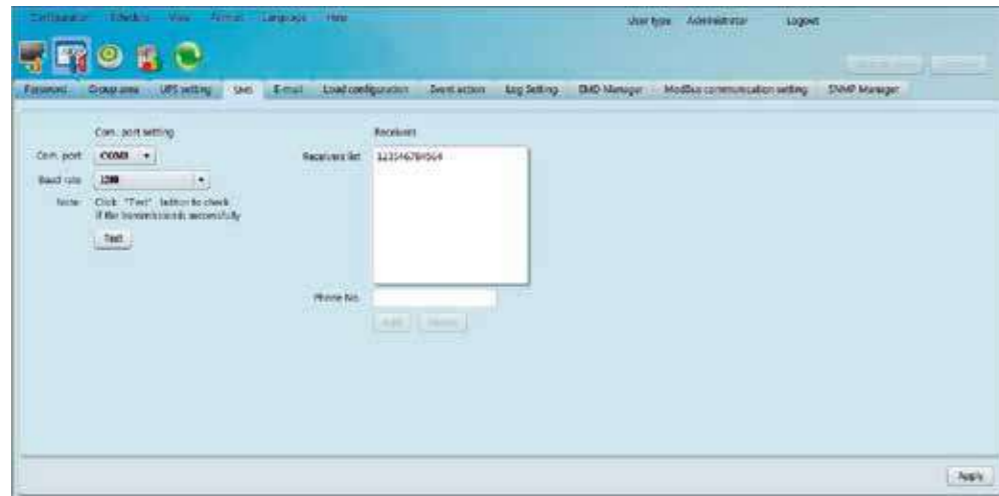 Configuration Schedule View Format Language Help
User type Administrator Logout
Password Group area UPS setting SMS E-mail Load configuration Event action Log Setting EMD Manager ModBus communication setting SNMP Manager
Com. port setting
Receivers
Com. port COM3
Receivers list 123546784564
Baud rate 1200
Note: Click "Test" button to check
if the transmission is successfully
Test
Phone No.
Add Delete
Apply